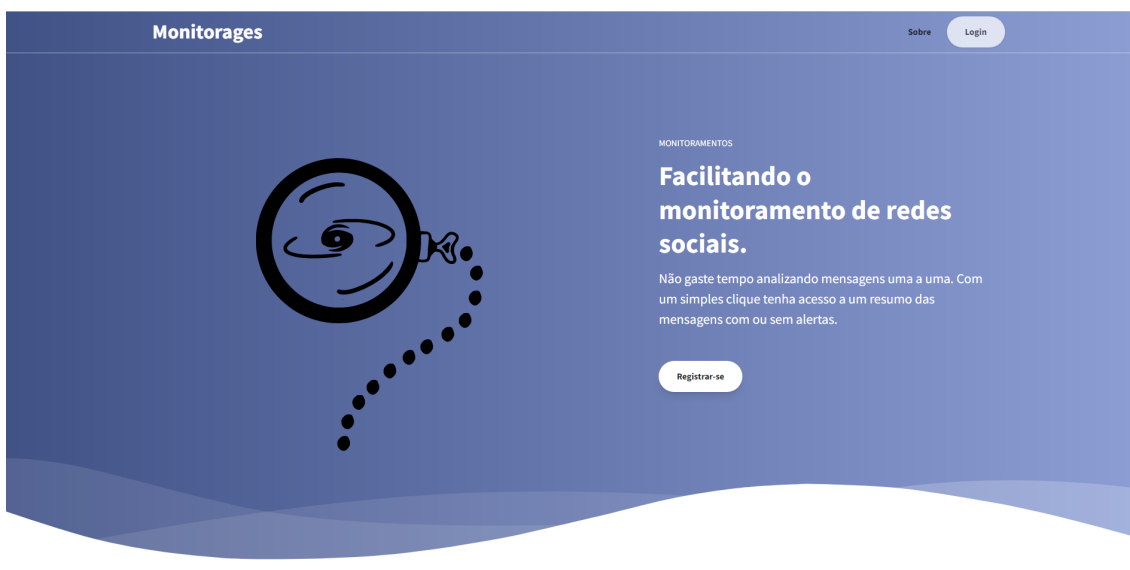 Monitorages
Sobre
Login
MONITORAMENTOS
Facilitando o
monitoramento de redes
sociais.
Não gaste tempo analizando mensagens uma a uma. Com
um simples clique tenha acesso a um resumo das
mensagens com ou sem alertas.
Registrar-se